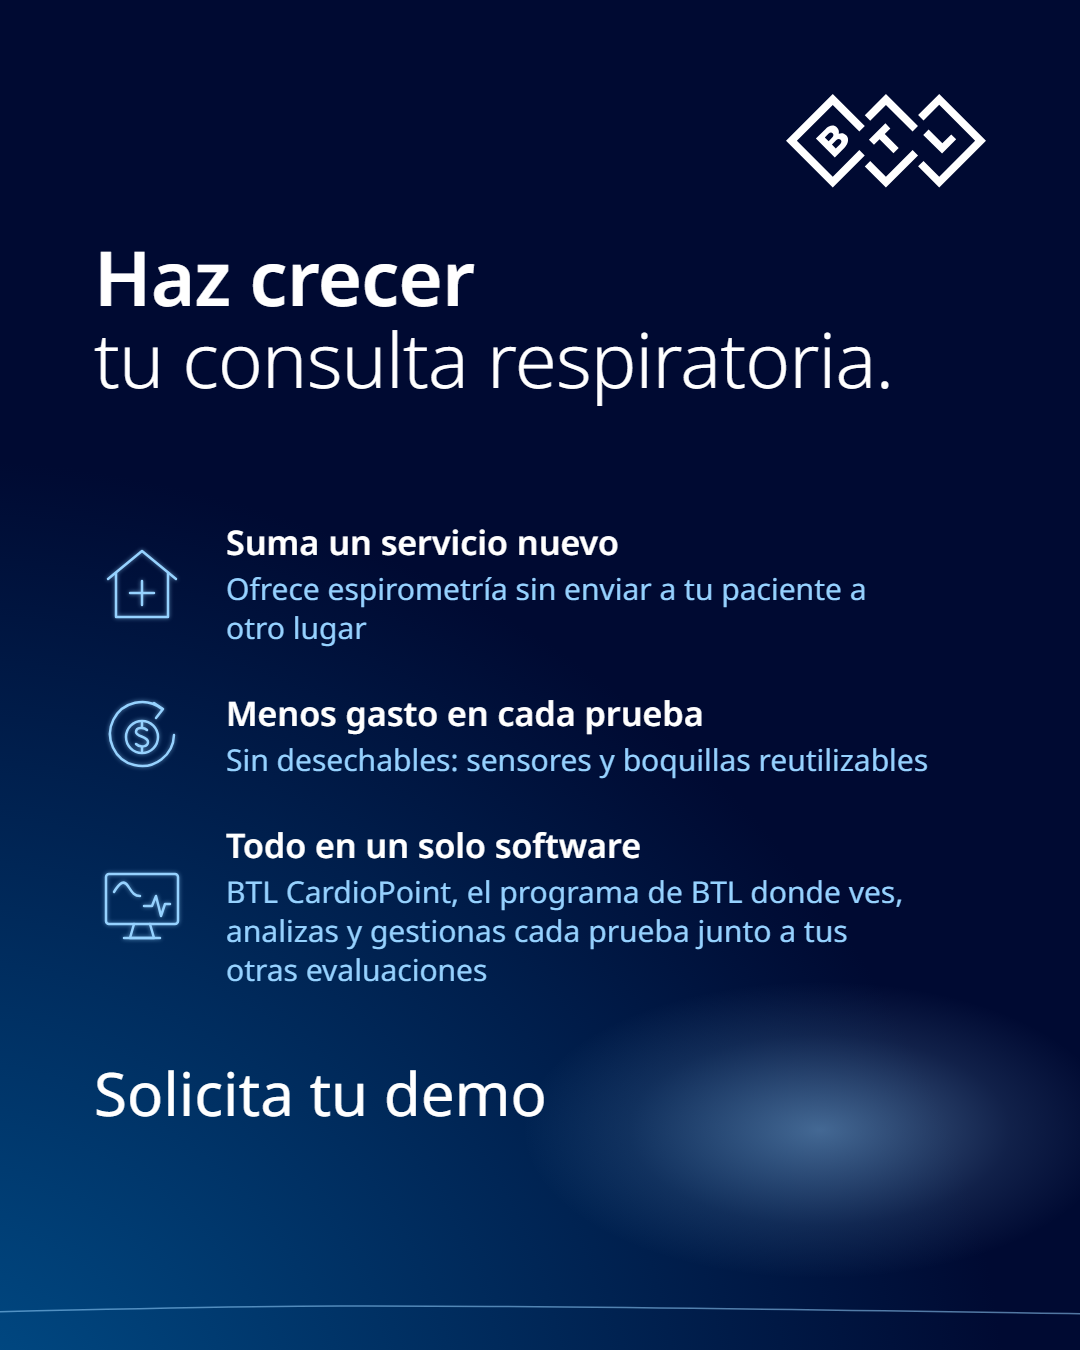 BTL
Haz crecer
tu consulta respiratoria.
Suma un servicio nuevo
Ofrece espirometría sin enviar a tu paciente a
otro lugar
$
Menos gasto en cada prueba
Sin desechables: sensores y boquillas reutilizables
Todo en un solo software
BTL CardioPoint, el programa de BTL donde ves,
analizas y gestionas cada prueba junto a tus
otras evaluaciones
Solicita tu demo